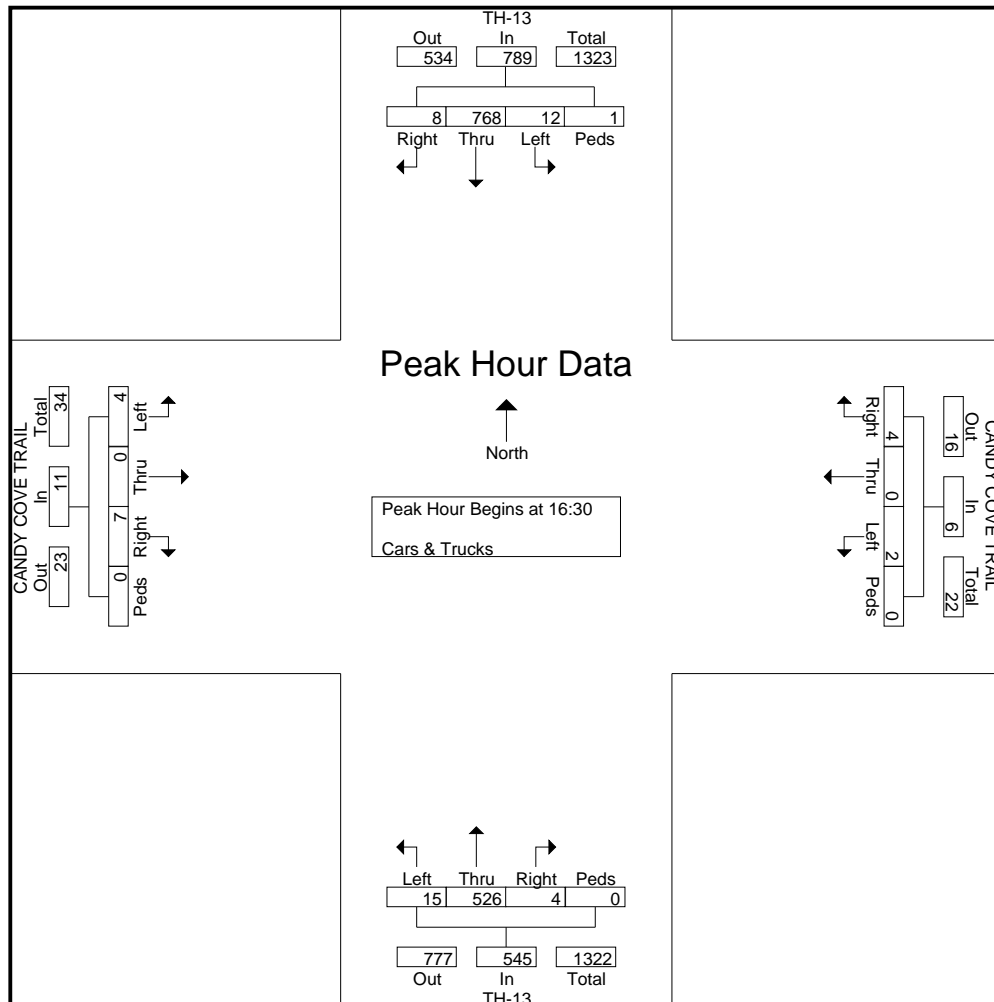 TH-13
Out In Total
534 789 1323
8 768 12 1
Right Thru Left Peds
Peak Hour Data
North
Peak Hour Begins at 16:30
Cars & Trucks
CANDY COVE TRAIL
Total In Out
34 11 23
4 0 7 0
Left Thru Right Peds
CANDY COVE TRAIL
Out In Total
16 6 22
4 0 2 0
Right Thru Left Peds
Left Thru Right Peds
15 526 4 0
777 545 1322
Out In Total
TH-13